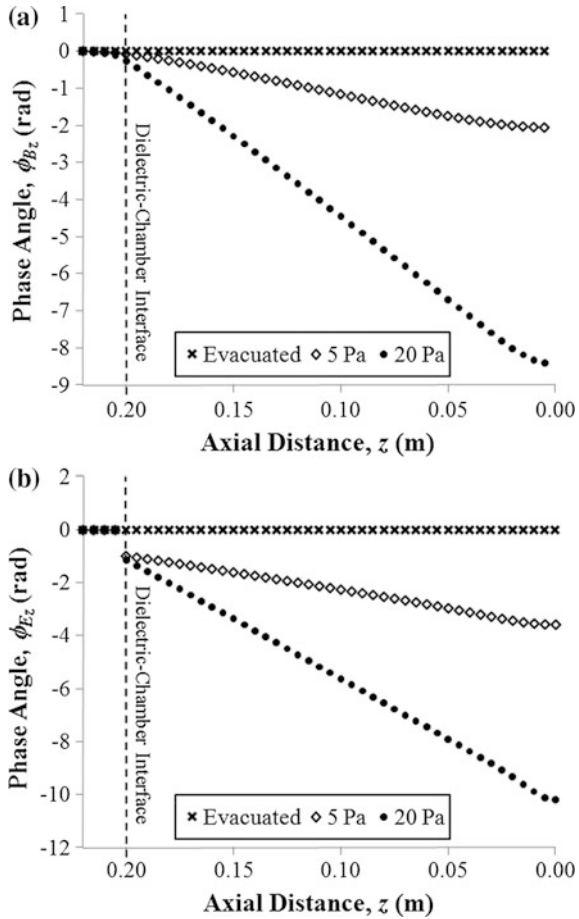 (a)
0
-1
-2
-3
-4
-5
-6
-7
-8
-9
Phase Angle, ϕBz (rad)
Dielectric-Chamber Interface
× Evacuated ◇ 5 Pa • 20 Pa
0.20 0.15 0.10 0.05 0.00
Axial Distance, z (m)
(b)
2
0
-2
-4
-6
-8
-10
-12
Phase Angle, ϕEz (rad)
Dielectric-Chamber Interface
× Evacuated ◇ 5 Pa • 20 Pa
0.20 0.15 0.10 0.05 0.00
Axial Distance, z (m)